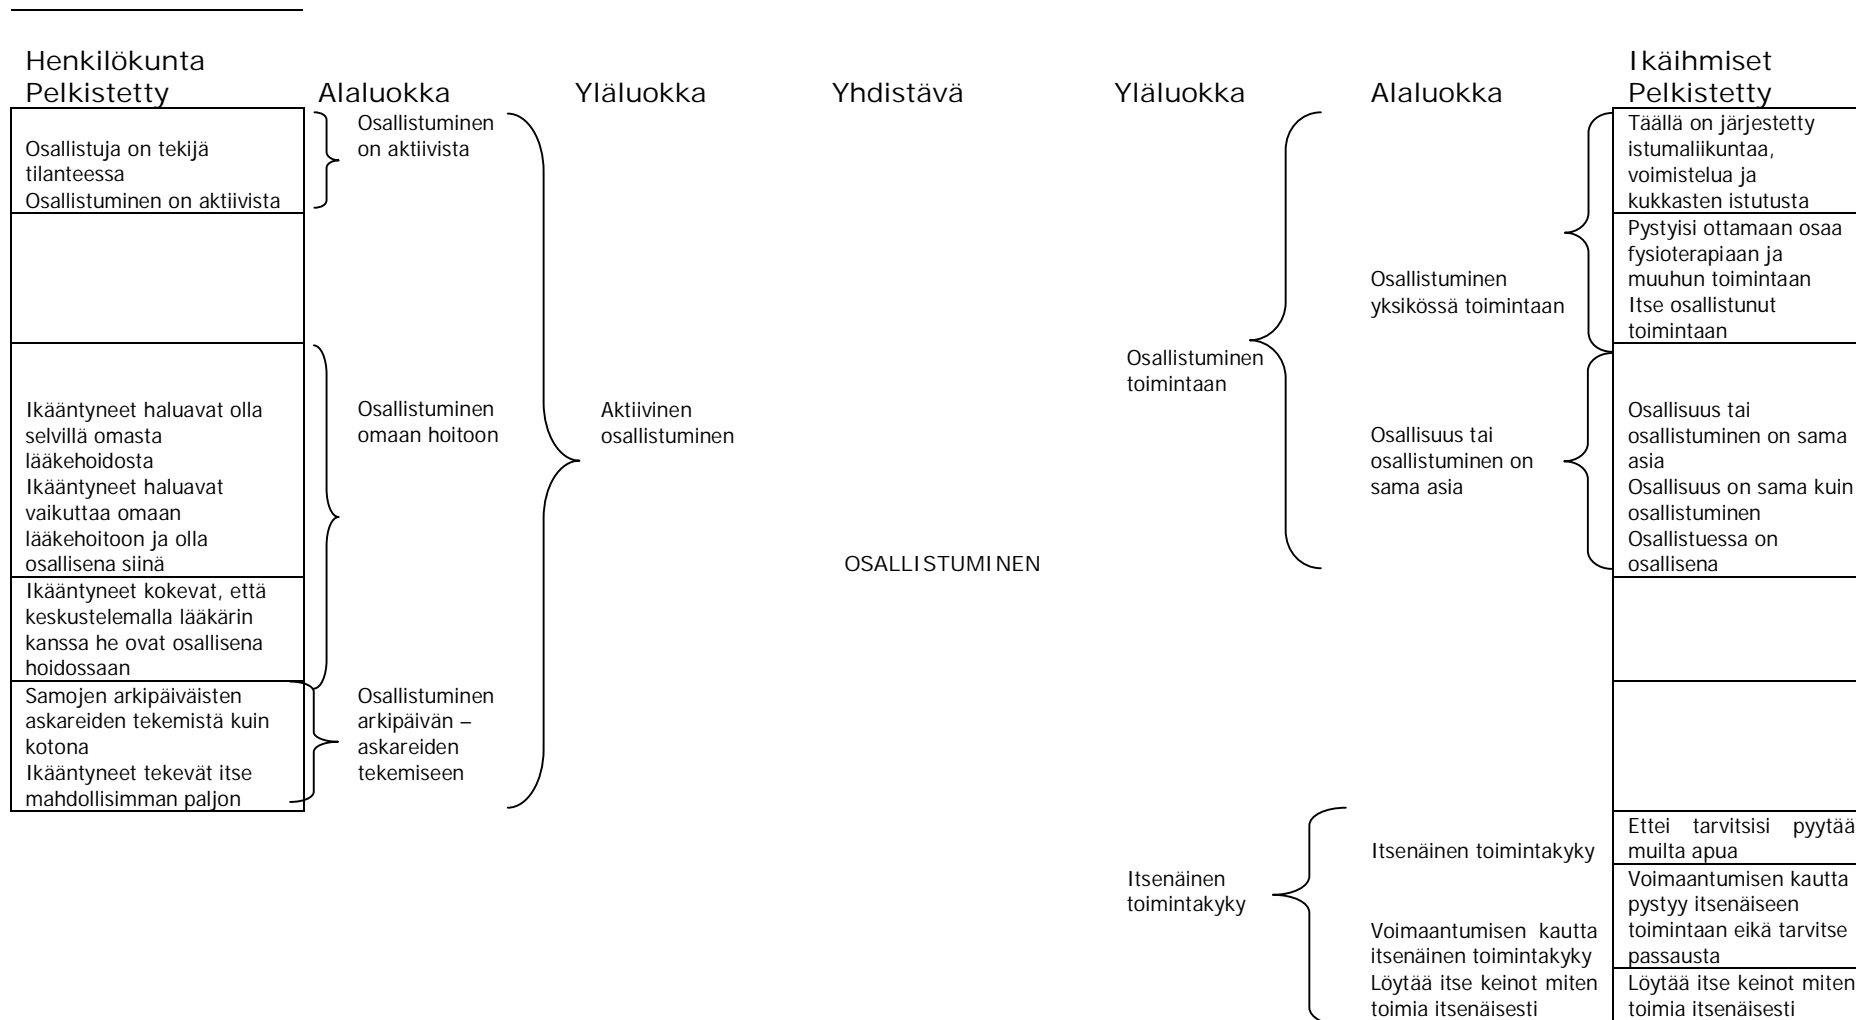 Henkilökunta
Pelkistetty
Alaluokka
Yläluokka
Yhdistävä
Yläluokka
Alaluokka
Ikäihmiset
Pelkistetty
Osallistuja on tekijä
tilanteessa
Osallistuminen on aktiivista
Ikääntyneet haluavat olla
selvillä omasta
lääkehoidosta
Ikääntyneet haluavat
vaikuttaa omaan
lääkehoitoon ja olla
osallisena siinä
Ikääntyneet kokevat, että
keskustelemalla lääkärin
kanssa he ovat osallisena
hoidossaan
Samojen arkipäiväisten
askareiden tekemistä kuin
kotona
Ikääntyneet tekevät itse
mahdollisimman paljon
Osallistuminen
on aktiivista
Osallistuminen
omaan hoitoon
Osallistuminen
arkipäivän –
askareiden
tekemiseen
Aktiivinen
osallistuminen
OSALLISTUMINEN
Osallistuminen
toimintaan
Itsenäinen
toimintakyky
Osallistuminen
yksikössä toimintaan
Osallisuus tai
osallistuminen on
sama asia
Itsenäinen toimintakyky
Voimaantumisen kautta
itsenäinen toimintakyky
Löytää itse keinot miten
toimia itsenäisesti
Täällä on järjestetty
istumaliikuntaa,
voimistelua ja
kukkasten istutusta
Pystyisi ottamaan osaa
fysioterapiaan ja
muuhun toimintaan
Itse osallistunut
toimintaan
Osallisuus tai
osallistuminen on sama
asia
Osallisuus on sama kuin
osallistuminen
Osallistuessa on
osallisena
Ettei tarvitsisi pyytää
muilta apua
Voimaantumisen kautta
pystyy itsenäiseen
toimintaan eikä tarvitse
passausta
Löytää itse keinot miten
toimia itsenäisesti